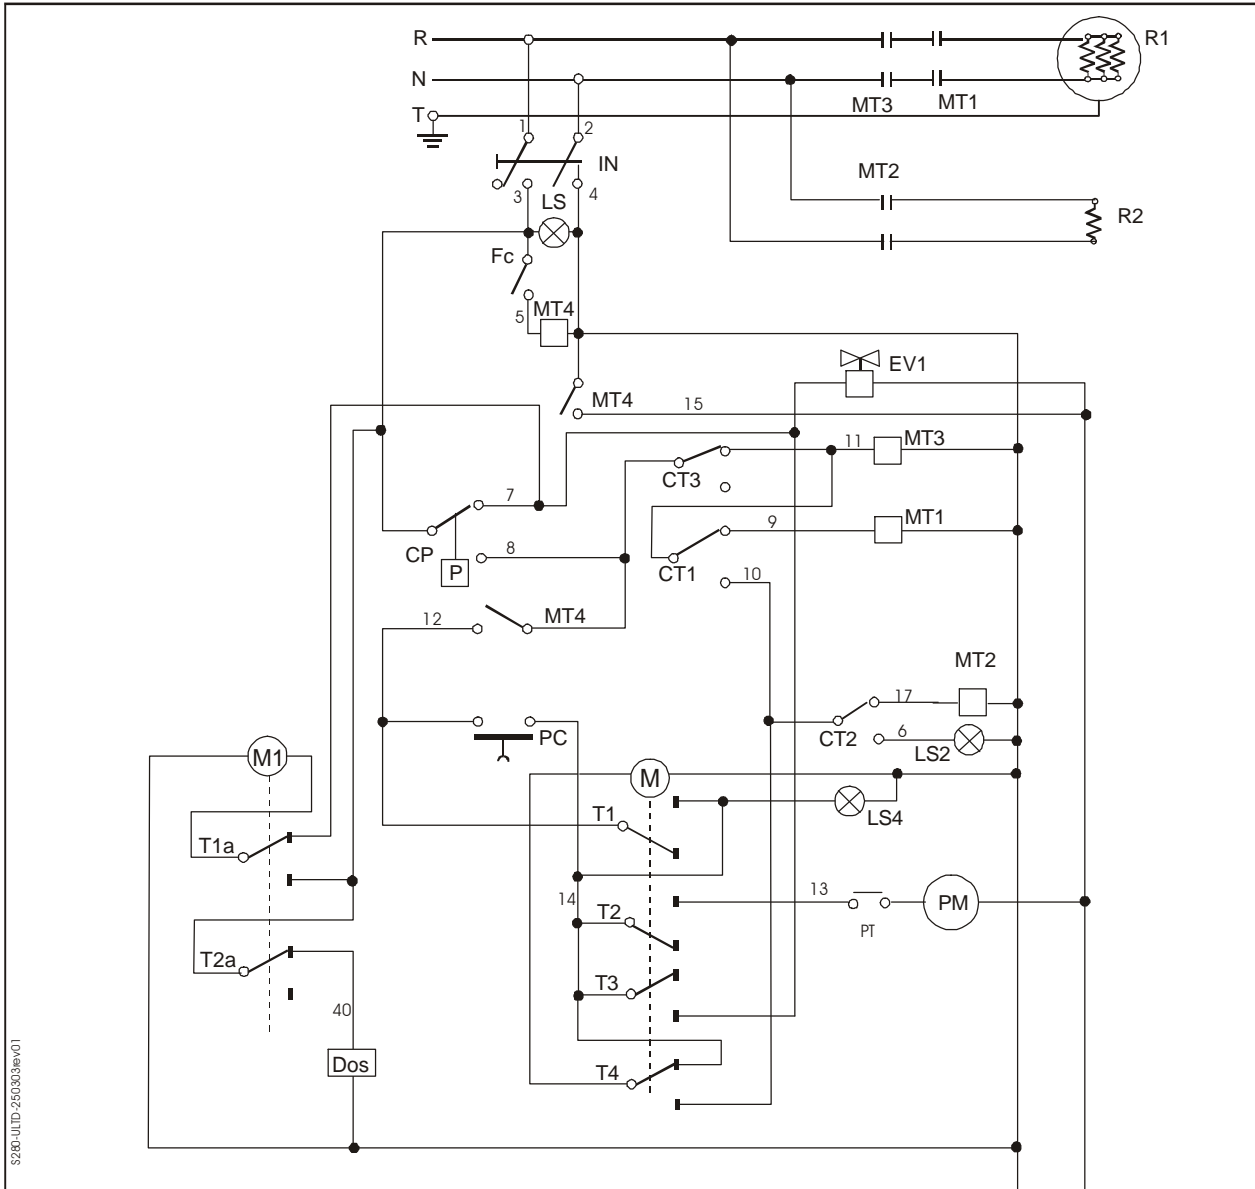 R
R1
N
MT3
MT1
T
1
2
IN
MT2
3
LS
4
R2
Fc
5
MT4
EV1
MT4
15
11
MT3
CT3
7
9
MT1
CP
8
CT1
10
P
12
MT4
MT2
17
CT2
6
LS2
PC
M1
M
T1
LS4
T1a
14
13
PM
T2
PT
T2a
T3
40
Dos
T4
S280-ULTD-250303rev01